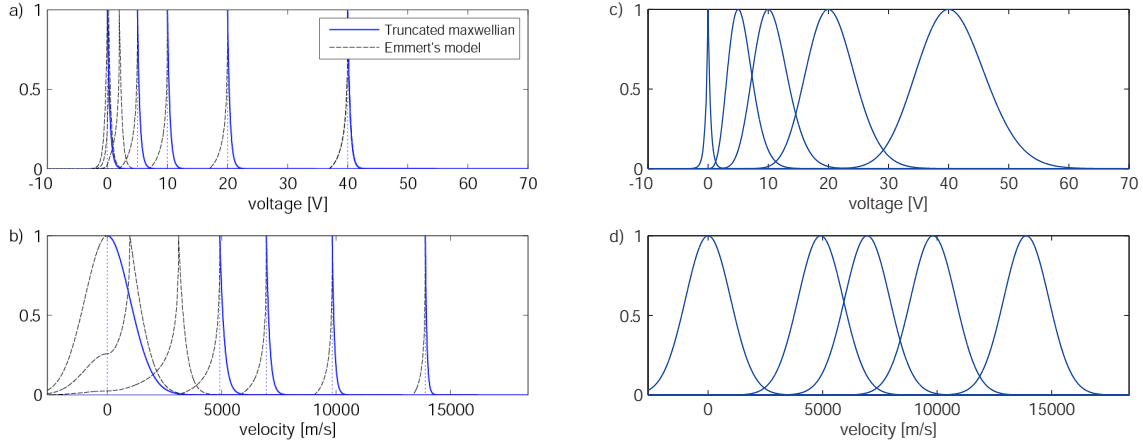 a)
1
0.5
0
Truncated maxwellian
Emmert's model
-10 0 10 20 30 40 50 60 70
voltage [V]
b)
1
0.5
0
0 5000 10000 15000
velocity [m/s]
c)
1
0.5
0
-10 0 10 20 30 40 50 60 70
voltage [V]
d)
1
0.5
0
0 5000 10000 15000
velocity [m/s]